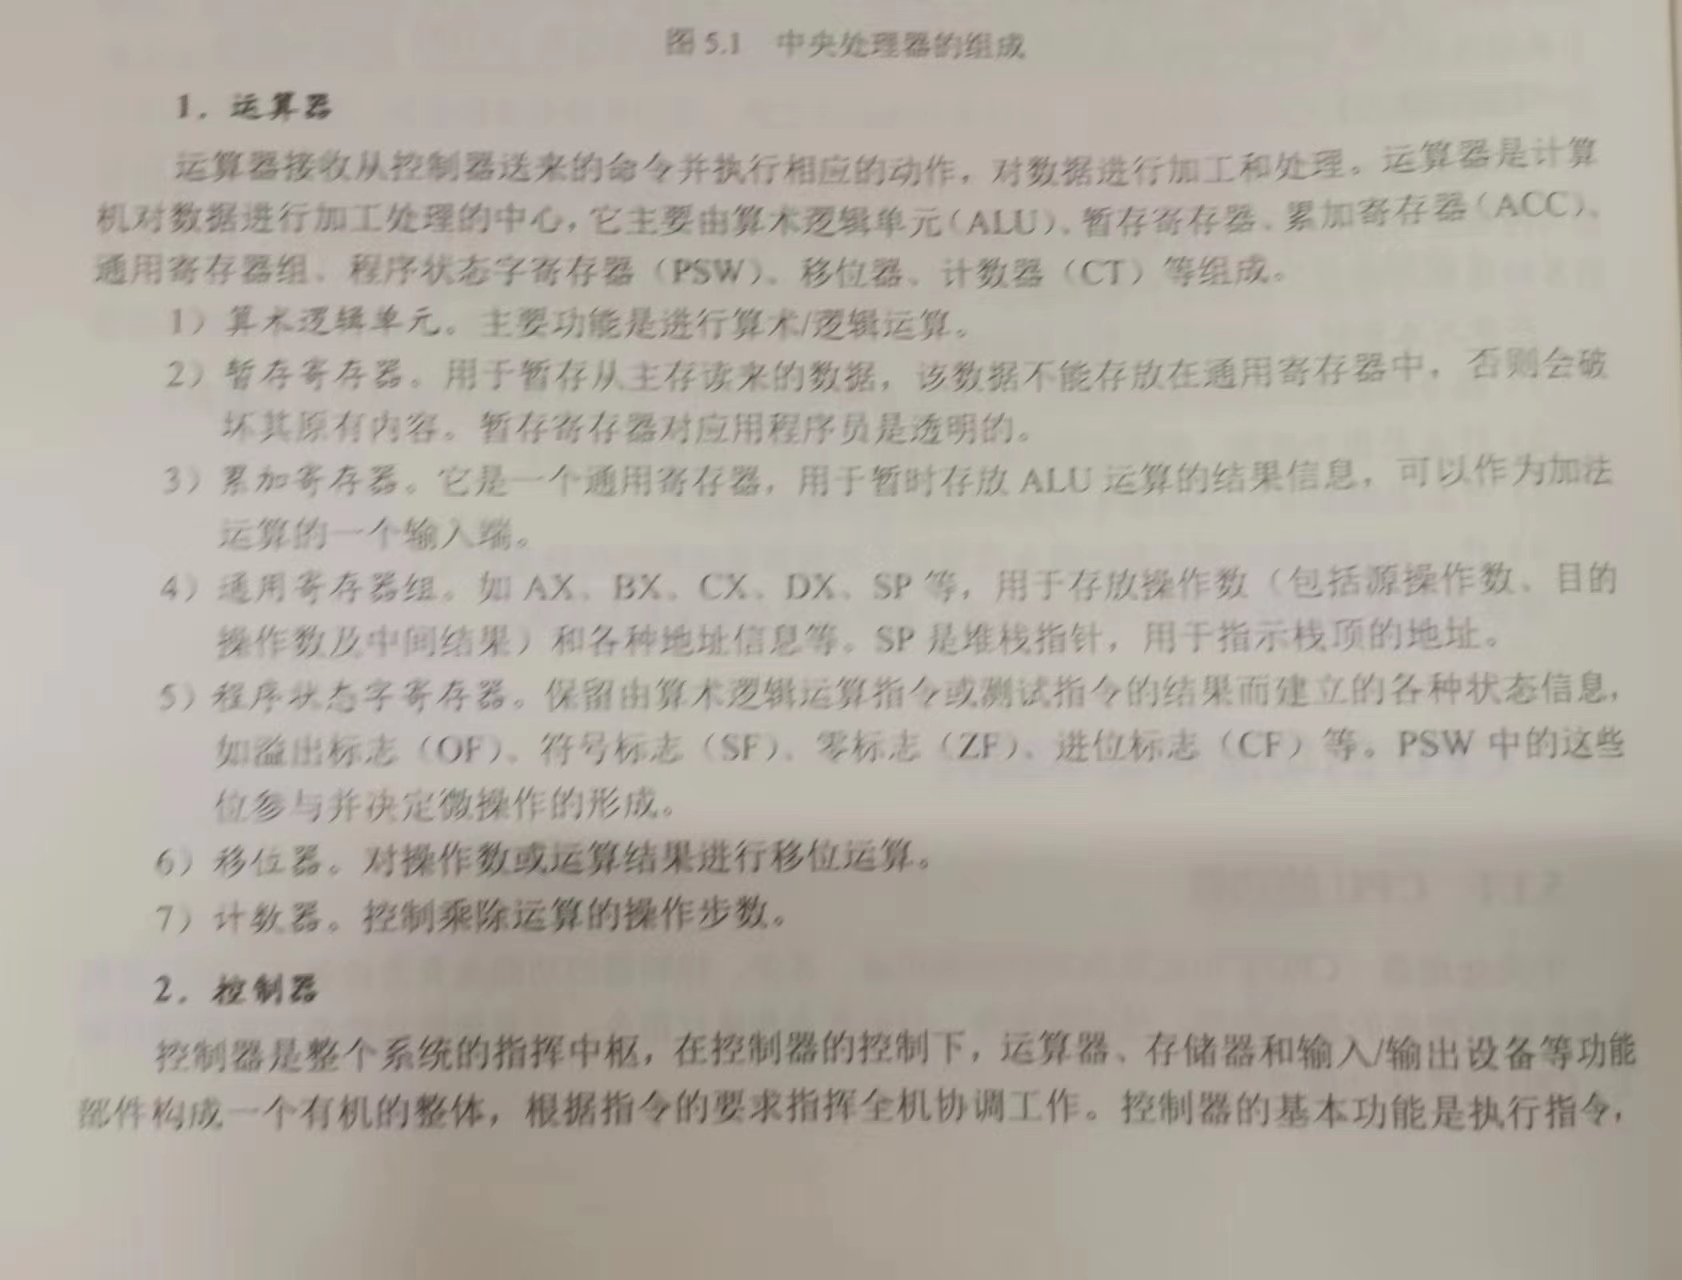 图 5.1 中央处理器的组成
1. 运算器
运算器接收从控制器送来的命令并执行相应的动作，对数据进行加工和处理。运算器是计算
机对数据进行加工处理的中心，它主要由算术逻辑单元（ALU）、暂存寄存器、累加寄存器（ACC）、
通用寄存器组、程序状态字寄存器（PSW）、移位器、计数器（CT）等组成。
1）算术逻辑单元。主要功能是进行算术/逻辑运算。
2）暂存寄存器。用于暂存从主存读来的数据，该数据不能存放在通用寄存器中，否则会破
坏其原有内容。暂存寄存器对应用程序员是透明的。
3）累加寄存器。它是一个通用寄存器，用于暂时存放 ALU 运算的结果信息，可以作为加法
运算的一个输入端。
4）通用寄存器组。如 AX、BX、CX、DX、SP 等，用于存放操作数（包括源操作数、目的
操作数及中间结果）和各种地址信息等。SP 是堆栈指针，用于指示栈顶的地址。
5）程序状态字寄存器。保留由算术逻辑运算指令或测试指令的结果而建立的各种状态信息，
如溢出标志（OF）、符号标志（SF）、零标志（ZF）、进位标志（CF）等。PSW 中的这些
位参与并决定微操作的形成。
6）移位器。对操作数或运算结果进行移位运算。
7）计数器。控制乘除运算的操作步数。
2. 控制器
控制器是整个系统的指挥中枢，在控制器的控制下，运算器、存储器和输入/输出设备等功能
部件构成一个有机的整体，根据指令的要求指挥全机协调工作。控制器的基本功能是执行指令，